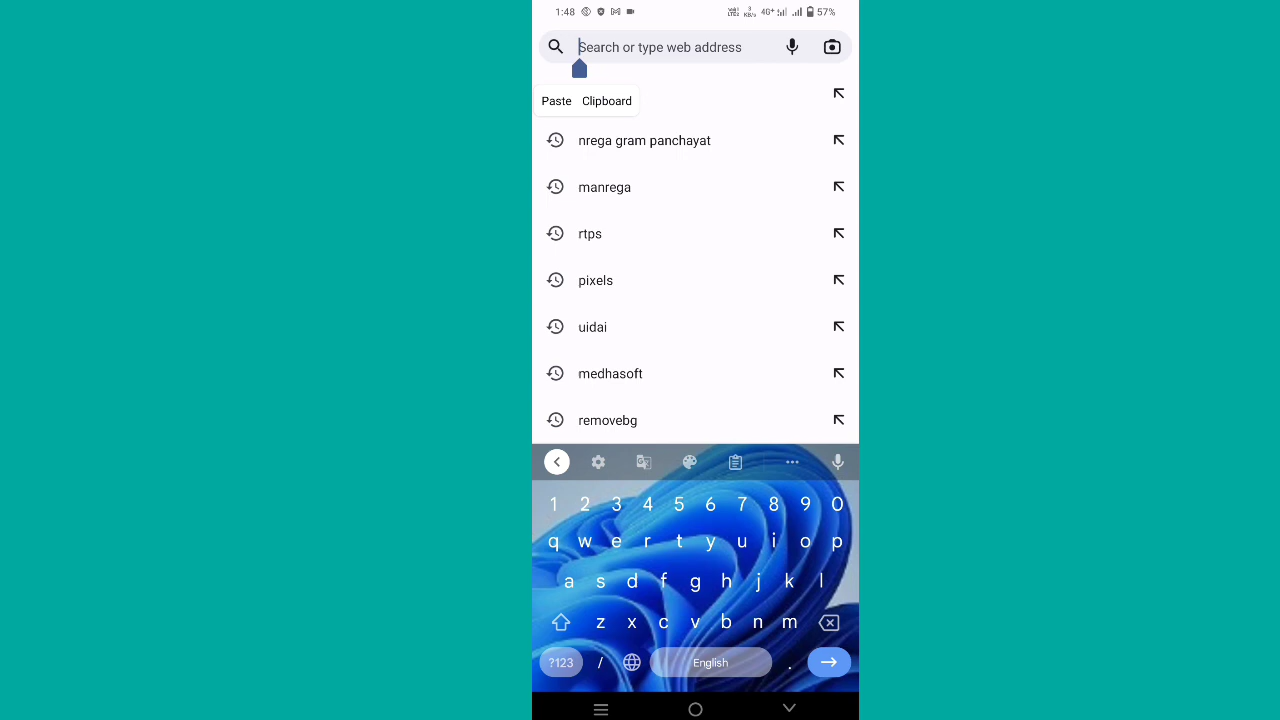 1:48
4G+ 57%
Search or type web address
Paste Clipboard
nrega gram panchayat
manrega
rtps
pixels
uidai
medhasoft
removebg
1 2 3 4 5 6 7 8 9 0
q w e r t y u i o p
a s d f g h j k l
z x c v b n m
?123 / English .